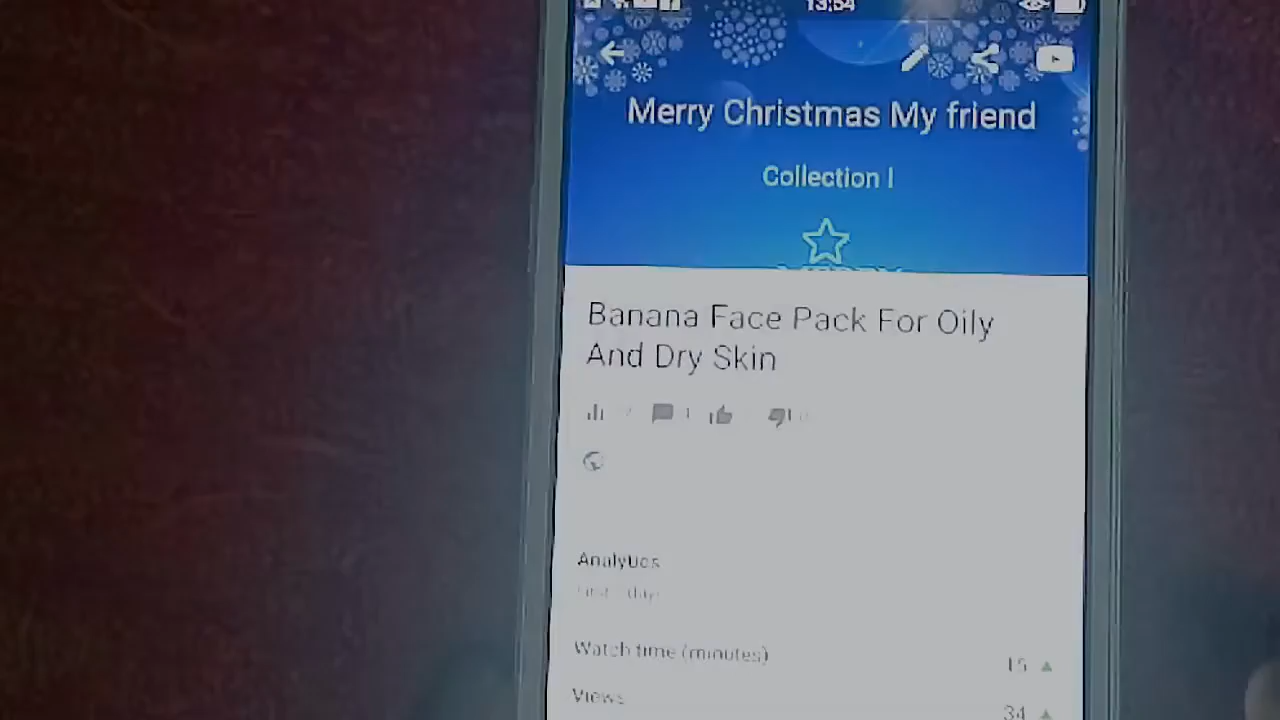 13:54
Merry Christmas My friend
Collection I
Banana Face Pack For Oily
And Dry Skin
Analytics
Watch time (minutes) 15
Views 34